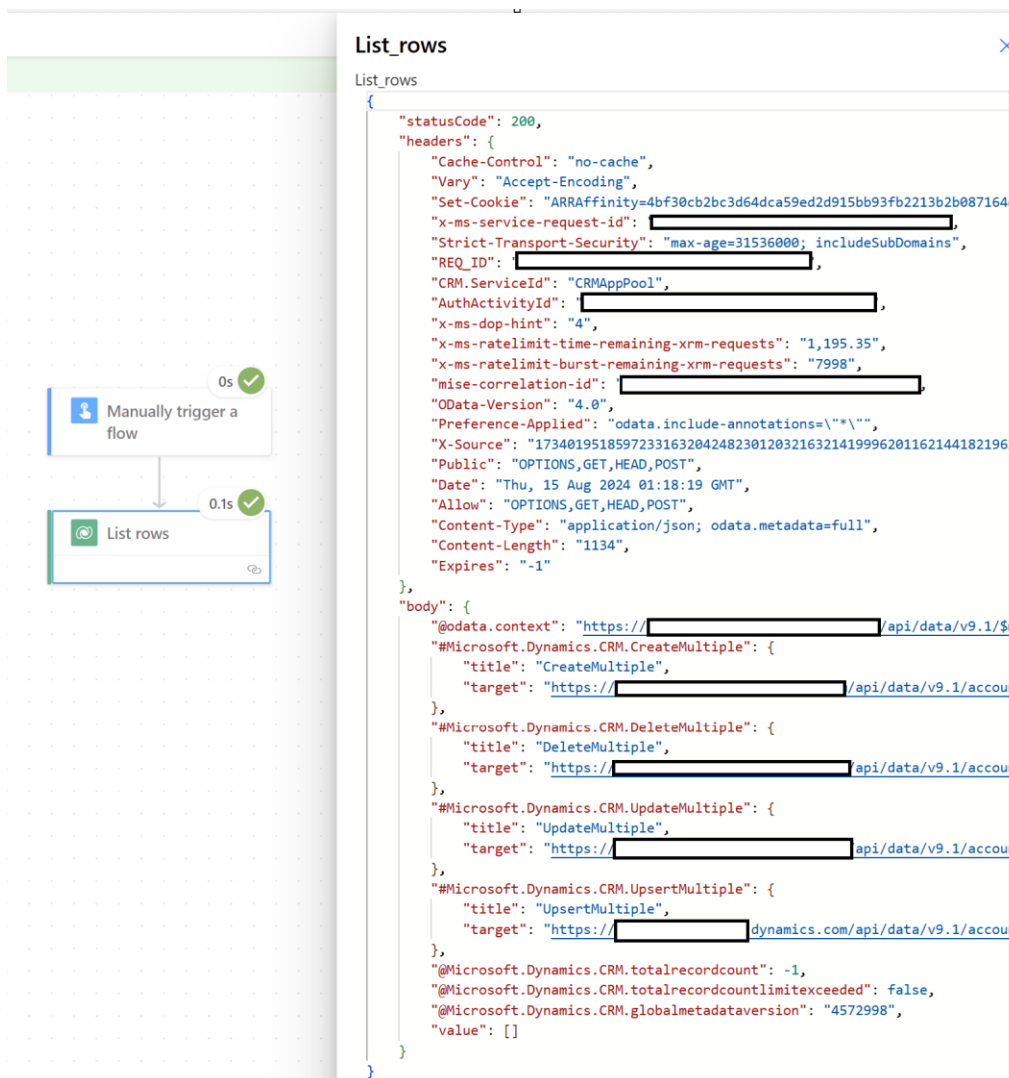 List_rows
List_rows
{
"statusCode": 200,
"headers": {
"Cache-Control": "no-cache",
"Vary": "Accept-Encoding",
"Set-Cookie": "ARRAffinity=4bf30cb2bc3d64dca59ed2d915bb93fb2213b2b087164
"x-ms-service-request-id": ,
"Strict-Transport-Security": "max-age=31536000; includeSubDomains",
"REQ_ID": " ",
"CRM.ServiceId": "CRMAppPool",
"AuthActivityId": " ",
"x-ms-dop-hint": "4",
"x-ms-ratelimit-time-remaining-xrm-requests": "1,195.35",
"x-ms-ratelimit-burst-remaining-xrm-requests": "7998",
"mise-correlation-id": " ,
"OData-Version": "4.0",
"Preference-Applied": "odata.include-annotations=\"*\"",
"X-Source": "
"Public": "OPTIONS,GET,HEAD,POST",
"Date": "Thu, 15 Aug 2024 01:18:19 GMT",
"Allow": "OPTIONS,GET,HEAD,POST",
"Content-Type": "application/json; odata.metadata=full",
"Content-Length": "1134",
"Expires": "-1"
},
"body": {
"@odata.context": "https:// /api/data/v9.1/$
"#Microsoft.Dynamics.CRM.CreateMultiple": {
"title": "CreateMultiple",
"target": "https:// /api/data/v9.1/accou
},
"#Microsoft.Dynamics.CRM.DeleteMultiple": {
"title": "DeleteMultiple",
"target": "https:// /api/data/v9.1/accou
},
"#Microsoft.Dynamics.CRM.UpdateMultiple": {
"title": "UpdateMultiple",
"target": "https:// api/data/v9.1/accou
},
"#Microsoft.Dynamics.CRM.UpsertMultiple": {
"title": "UpsertMultiple",
"target": "https:// dynamics.com/api/data/v9.1/accou
},
"@Microsoft.Dynamics.CRM.totalrecordcount": -1,
"@Microsoft.Dynamics.CRM.totalrecordcountlimitexceeded": false,
"@Microsoft.Dynamics.CRM.globalmetadataversion": "4572998",
"value": []
}
}
0s
Manually trigger a
flow
0.1s
List rows